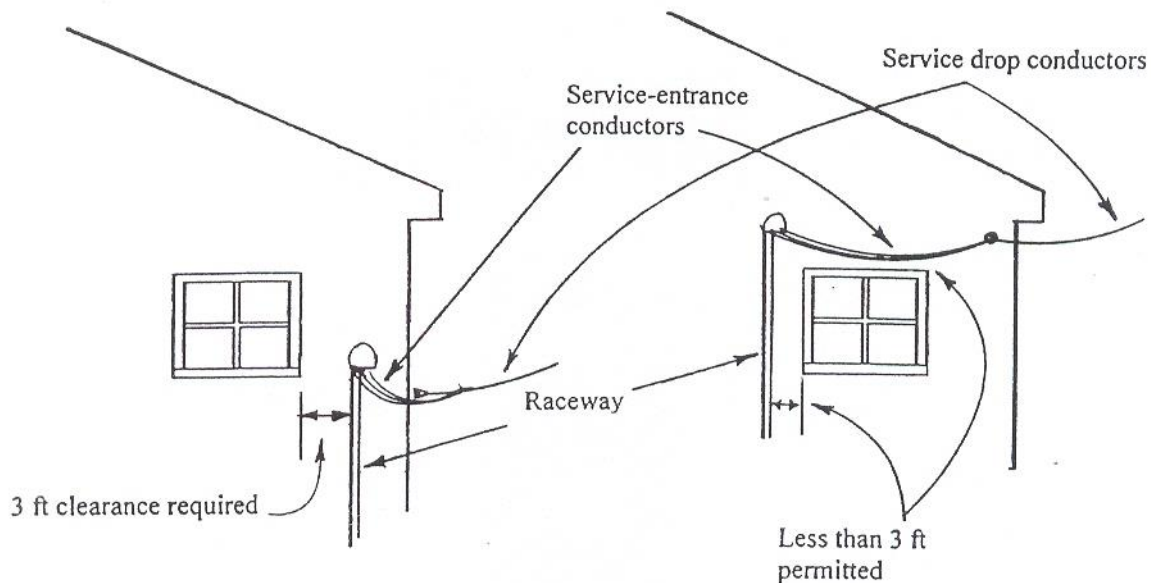 Service drop conductors
Service-entrance
conductors
Raceway
3 ft clearance required
Less than 3 ft
permitted